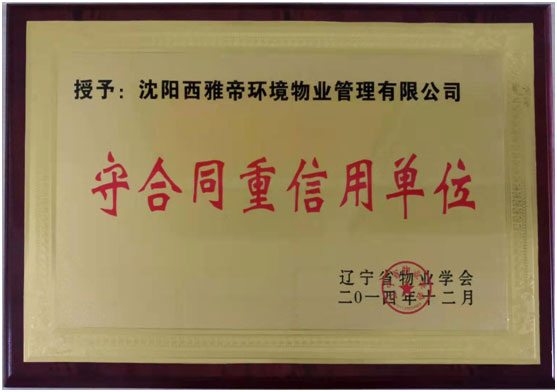 授予：沈阳西雅帝环境物业管理有限公司
守合同重信用单位
辽宁省物业学会
二〇一四年十二月